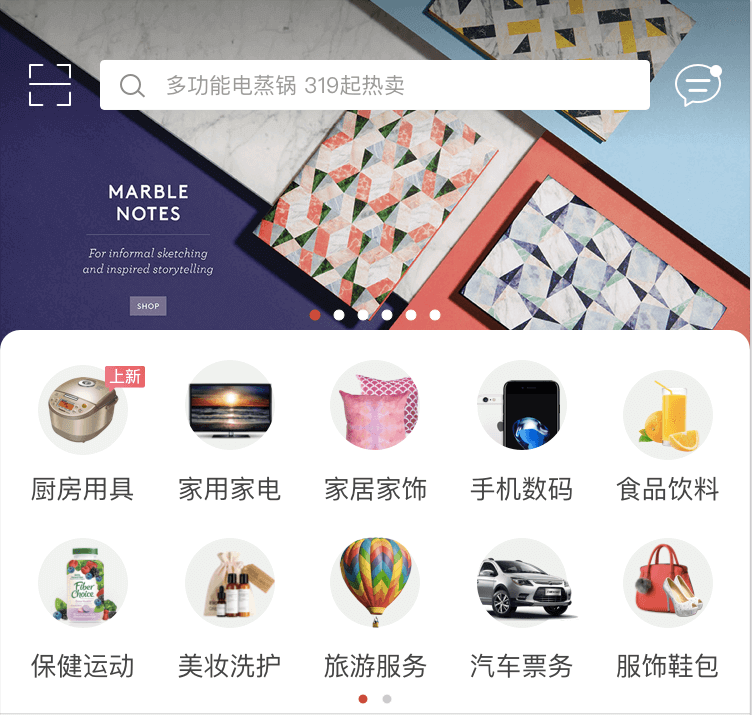 多功能电蒸锅 319起热卖
MARBLE
NOTES
For informal sketching
and inspired storytelling
SHOP
上新
厨房用具
家用家电
家居家饰
手机数码
食品饮料
Fiber
Choice
保健运动
美妆洗护
旅游服务
汽车票务
服饰鞋包